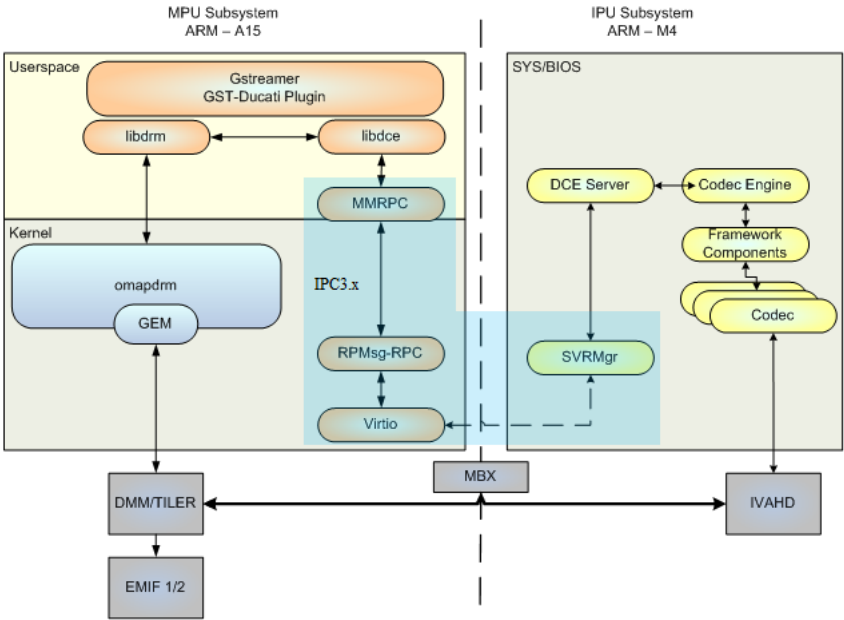 MPU Subsystem
ARM – A15
IPU Subsystem
ARM – M4
Userspace
Gstreamer
GST-Ducati Plugin
libdrm
libdce
MMRPC
Kernel
omapdrm
GEM
IPC3.x
RPMsg-RPC
Virtio
SYS/BIOS
DCE Server
Codec Engine
Framework
Components
Codec
SVRMgr
MBX
DMM/TILER
IVAHD
EMIF 1/2